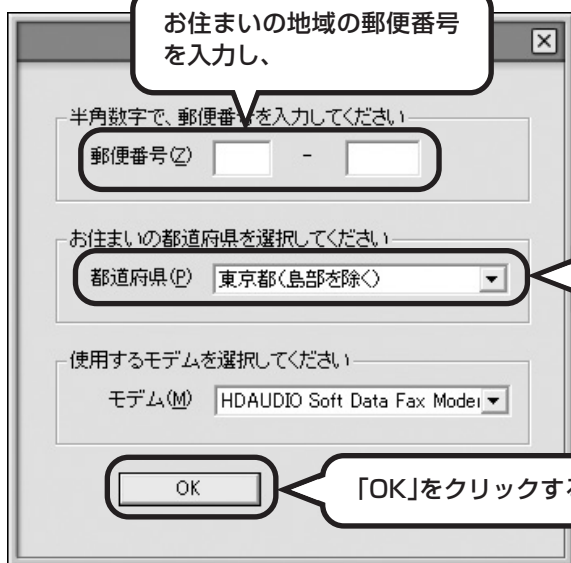 お住まいの地域の郵便番号
を入力し、
半角数字で、郵便番号を入力してください
郵便番号(Z) -
お住まいの都道府県を選択してください
都道府県(P) 東京都(島部を除く)
使用するモデムを選択してください
モデム(M) HDAUDIO Soft Data Fax
OK
「OK」をクリックする